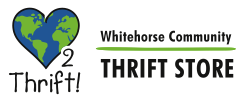 2
Thrift!
Whitehorse Community
THRIFT STORE